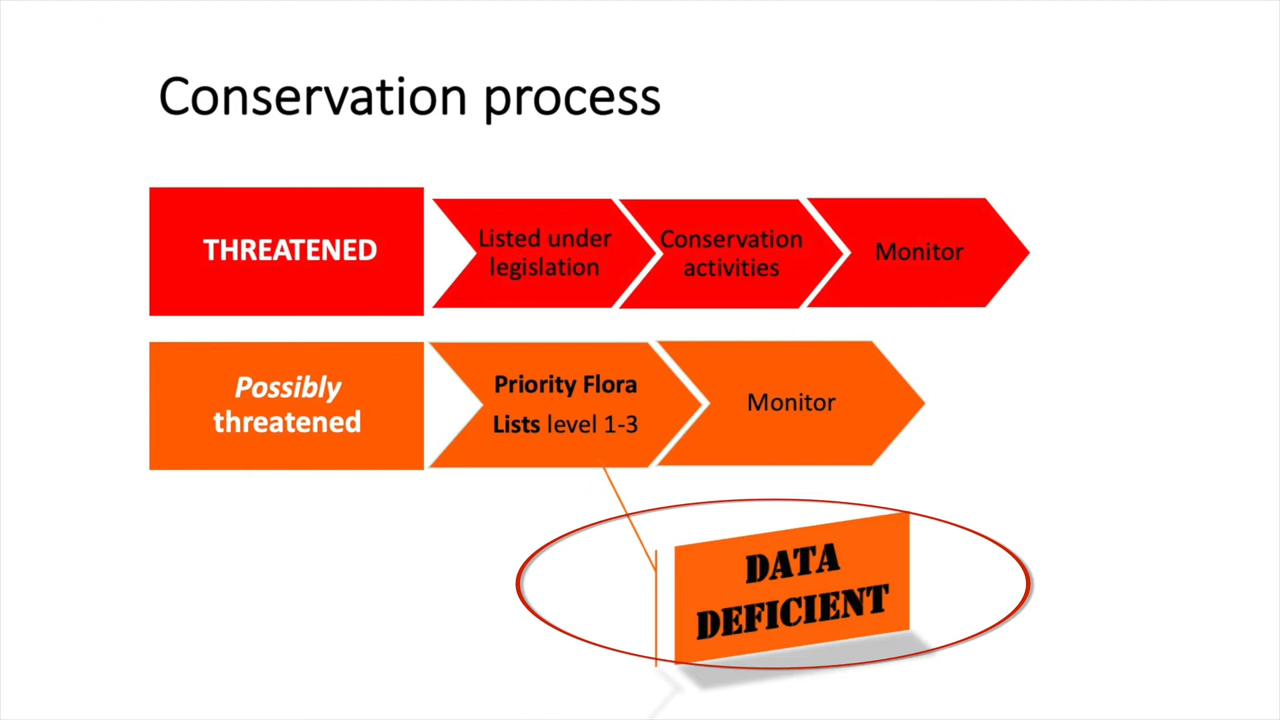 Conservation process
THREATENED
Listed under
legislation
Conservation
activities
Monitor
Possibly
threatened
Priority Flora
Lists level 1-3
Monitor
DATA
DEFICIENT